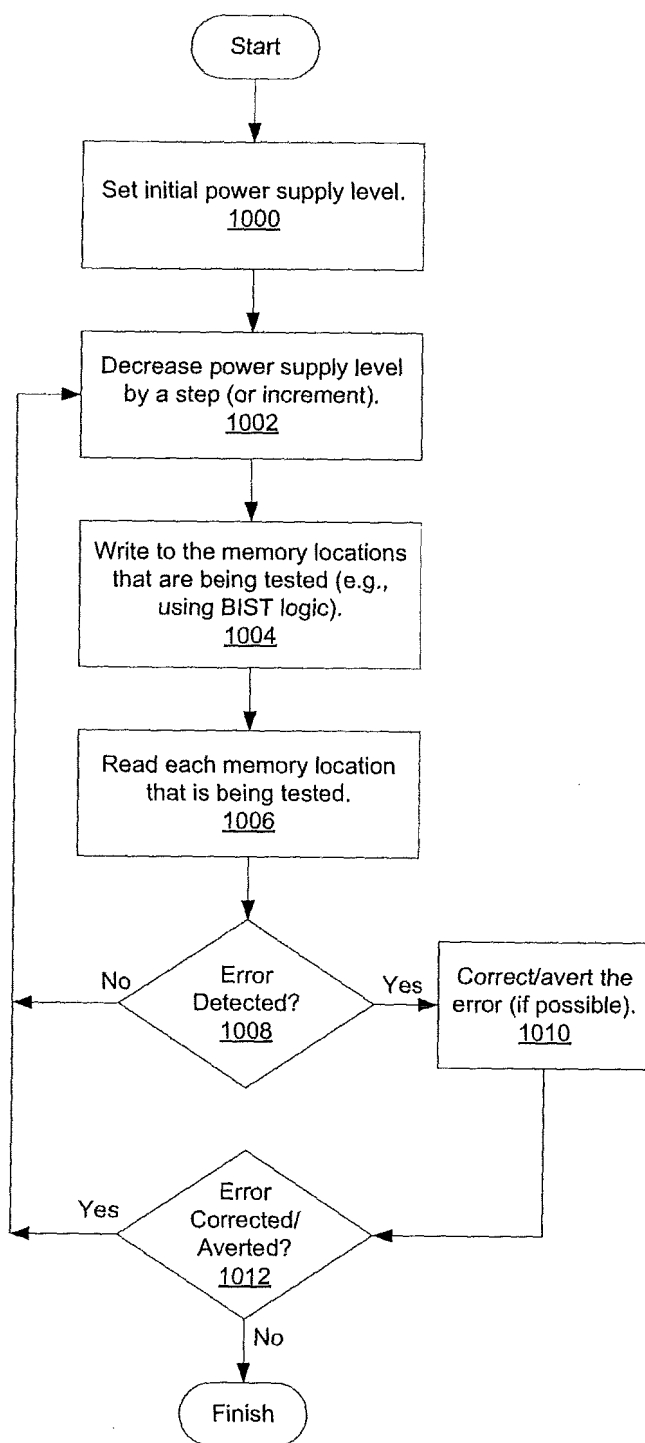 Start
Set initial power supply level.
1000
Decrease power supply level
by a step (or increment).
1002
Write to the memory locations
that are being tested (e.g.,
using BIST logic).
1004
Read each memory location
that is being tested.
1006
No
Error
Detected?
1008
Yes
Correct/avert the
error (if possible).
1010
Yes
Error
Corrected/
Averted?
1012
No
Finish